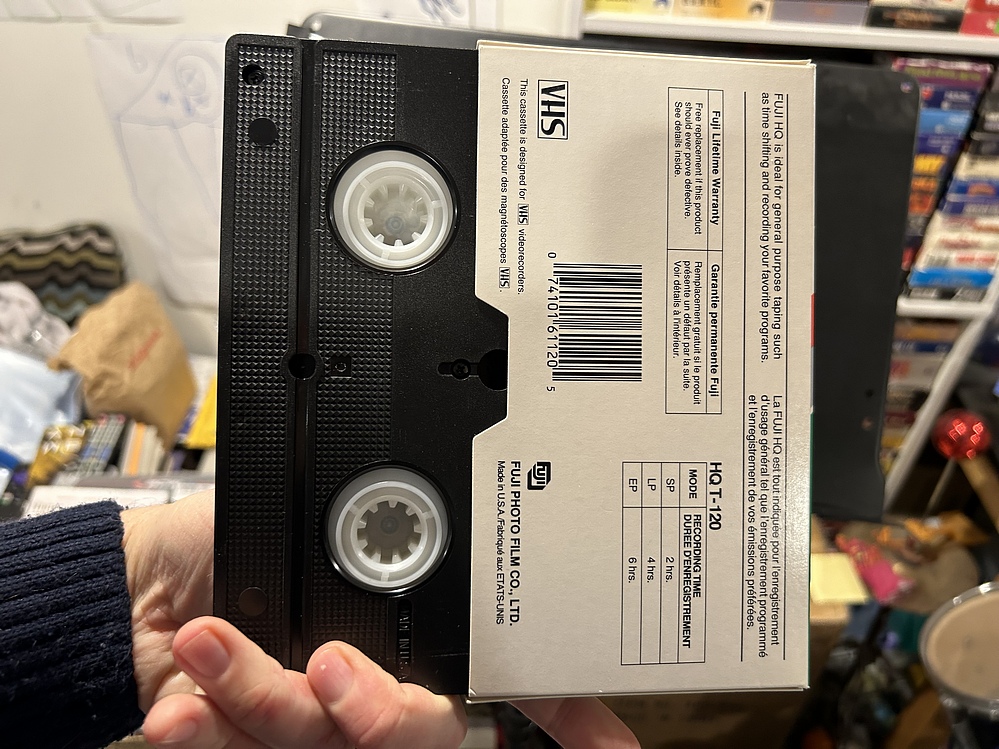 FUJI HQ is ideal for general purpose taping such
as time shifting and recording your favorite programs.
La FUJI HQ est tout indiquée pour l'enregistrement
d'usage général tel que l'enregistrement programmé
et l'enregistrement de vos émissions préférées.
Fuji Lifetime Warranty
Free replacement if this product
should ever prove defective.
See details inside.
Garantie permanente Fuji
Remplacement gratuit si le produit
présente un défaut par la suite.
Voir détails à l'intérieur.
HQ T-120
MODE
RECORDING TIME
DURÉE D'ENREGISTREMENT
SP 2 hrs.
LP 4 hrs.
EP 6 hrs.
0 74101 61120 5
VHS
This cassette is designed for VHS videorecorders.
Cassette adaptée pour des magnétoscopes VHS.
FUJI
FUJI PHOTO FILM CO., LTD.
Made in U.S.A./Fabriqué aux ETATS-UNIS